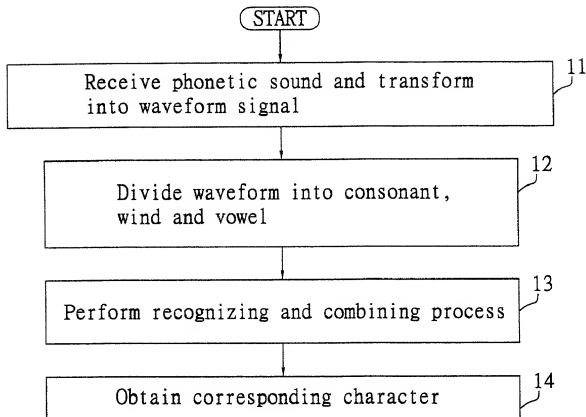 START
11
Receive phonetic sound and transform
into waveform signal
12
Divide waveform into consonant,
wind and vowel
13
Perform recognizing and combining process
14
Obtain corresponding character